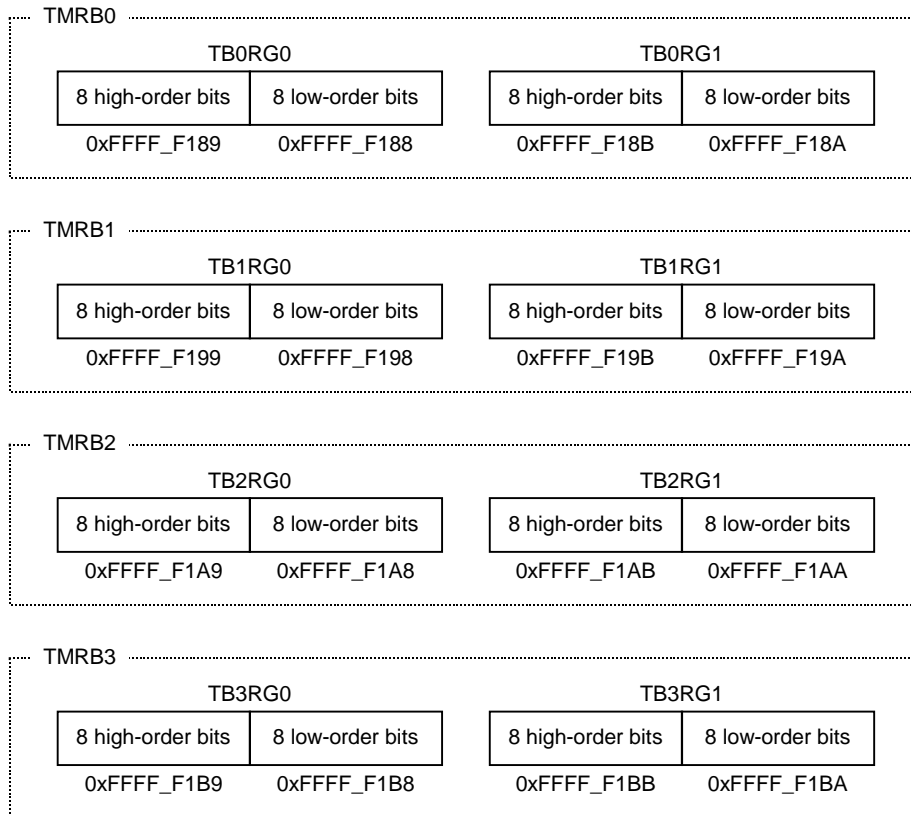 TMRB0
TB0RG0 TB0RG1
8 high-order bits 8 low-order bits 8 high-order bits 8 low-order bits
0xFFFF_F189 0xFFFF_F188 0xFFFF_F18B 0xFFFF_F18A
TMRB1
TB1RG0 TB1RG1
8 high-order bits 8 low-order bits 8 high-order bits 8 low-order bits
0xFFFF_F199 0xFFFF_F198 0xFFFF_F19B 0xFFFF_F19A
TMRB2
TB2RG0 TB2RG1
8 high-order bits 8 low-order bits 8 high-order bits 8 low-order bits
0xFFFF_F1A9 0xFFFF_F1A8 0xFFFF_F1AB 0xFFFF_F1AA
TMRB3
TB3RG0 TB3RG1
8 high-order bits 8 low-order bits 8 high-order bits 8 low-order bits
0xFFFF_F1B9 0xFFFF_F1B8 0xFFFF_F1BB 0xFFFF_F1BA